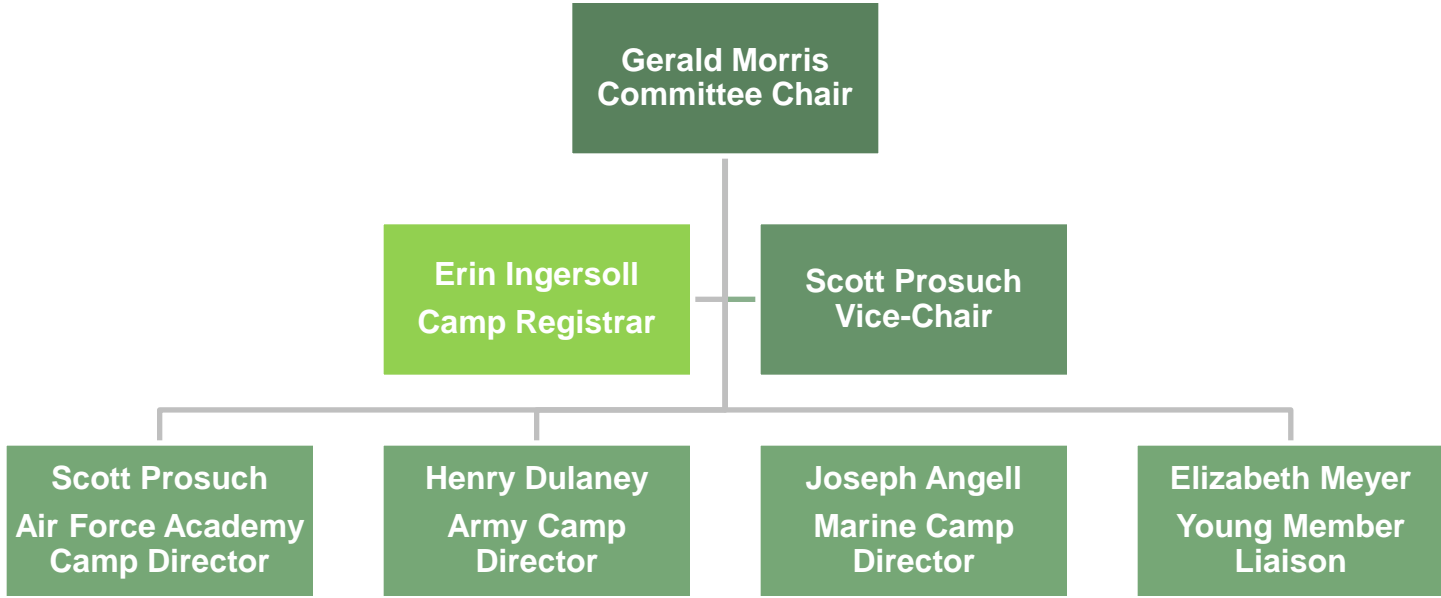 Gerald Morris
Committee Chair
Erin Ingersoll
Camp Registrar
Scott Prosuch
Vice-Chair
Scott Prosuch
Air Force Academy
Camp Director
Henry Dulaney
Army Camp
Director
Joseph Angell
Marine Camp
Director
Elizabeth Meyer
Young Member
Liaison